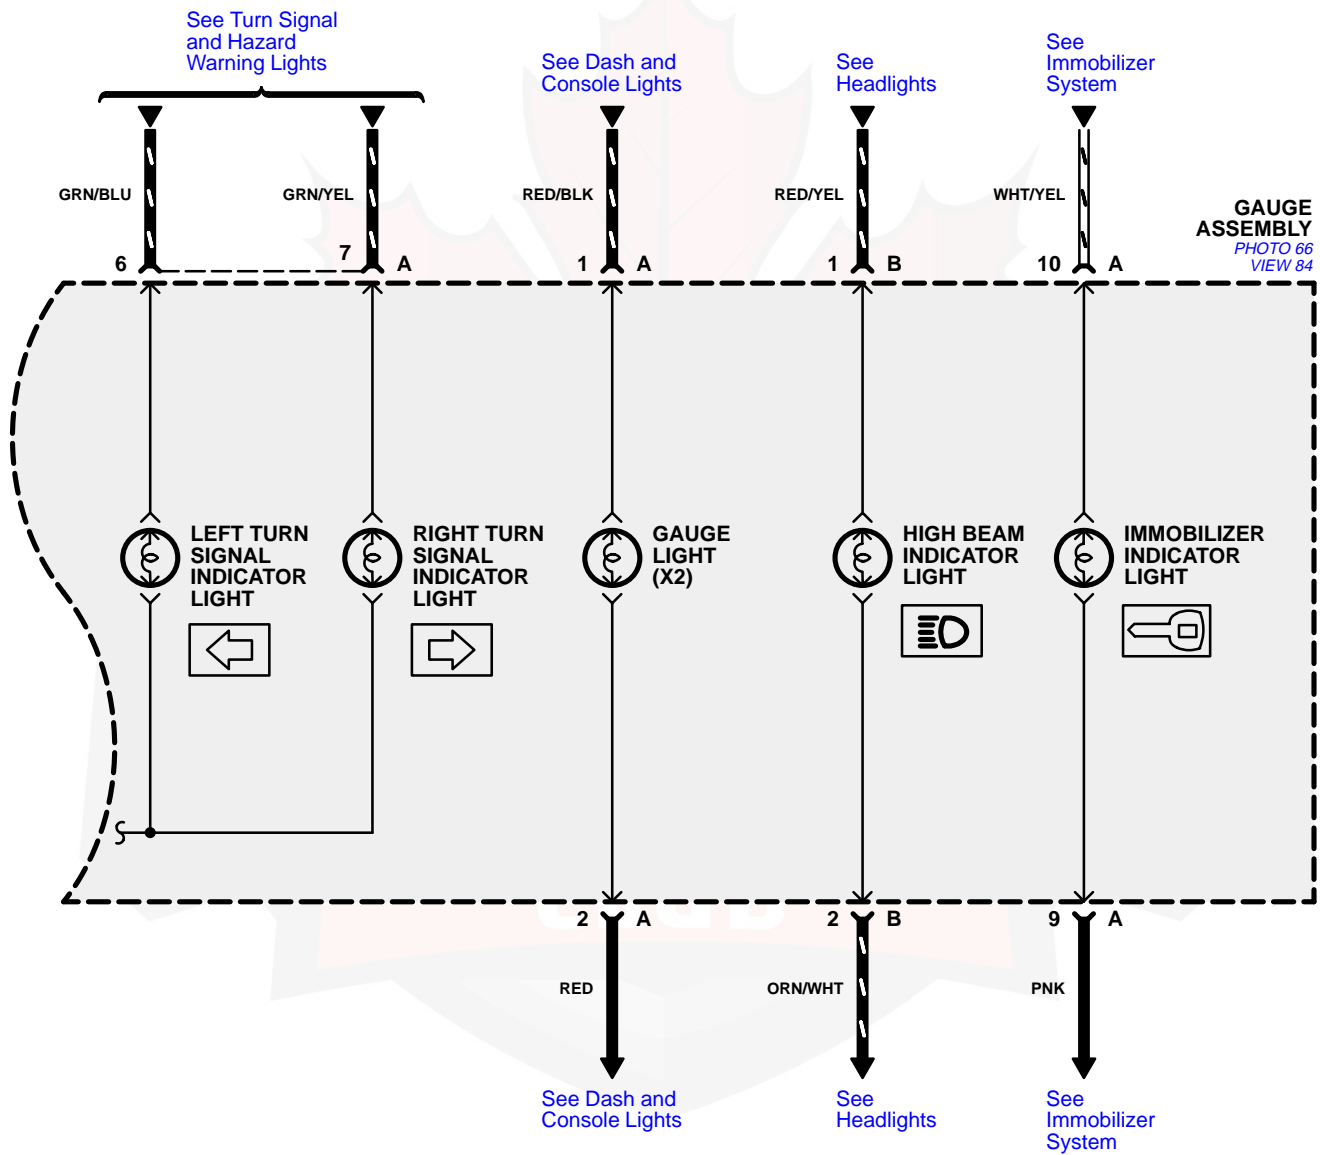 See Turn Signal
and Hazard
Warning Lights
See Dash and
Console Lights
See
Headlights
See
Immobilizer
System
GRN/BLU
GRN/YEL
RED/BLK
RED/YEL
WHT/YEL
GAUGE
ASSEMBLY
PHOTO 66
VIEW 84
6
7
A
1
A
1
B
10
A
LEFT TURN
SIGNAL
INDICATOR
LIGHT
RIGHT TURN
SIGNAL
INDICATOR
LIGHT
GAUGE
LIGHT
(X2)
HIGH BEAM
INDICATOR
LIGHT
IMMOBILIZER
INDICATOR
LIGHT
2
A
2
B
9
A
RED
ORN/WHT
PNK
See Dash and
Console Lights
See
Headlights
See
Immobilizer
System